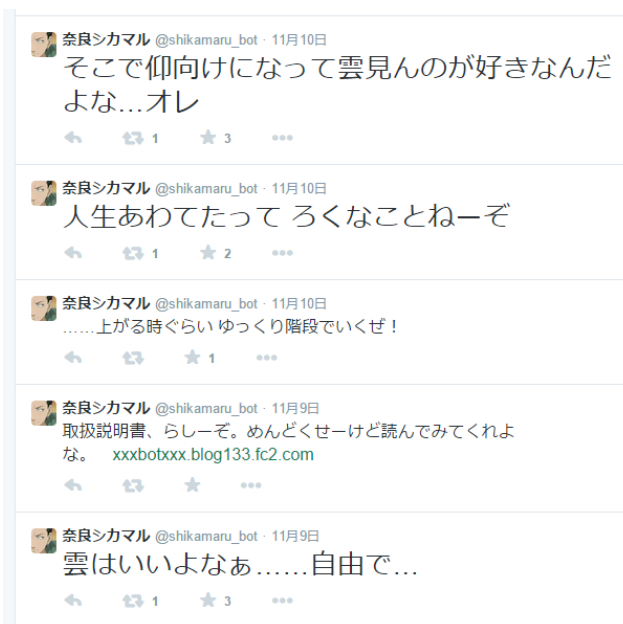 奈良シカマル @shikamaru_bot · 11月10日
そこで仰向けになって雲見んのが好きなんだ
よな…オレ
1 3
奈良シカマル @shikamaru_bot · 11月10日
人生あわてたって ろくなことねーぞ
1 2
奈良シカマル @shikamaru_bot · 11月10日
……上がる時ぐらい ゆっくり階段でいくぜ！
1
奈良シカマル @shikamaru_bot · 11月9日
取扱説明書、らしーぞ。めんどくせーけど読んでみてくれよ
な。 xxxbotxxx.blog133.fc2.com
奈良シカマル @shikamaru_bot · 11月9日
雲はいいよなぁ……自由で…
1 3